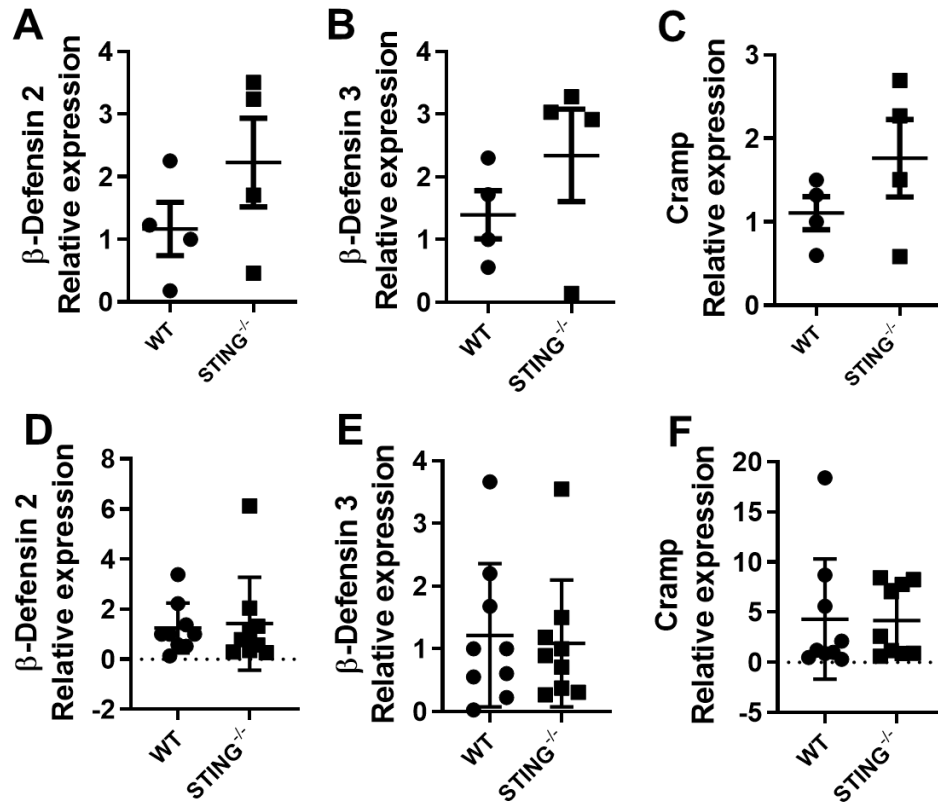 A
β-Defensin 2
Relative expression
4
3
2
1
0
WT
STING-/-
B
β-Defensin 3
Relative expression
4
3
2
1
0
WT
STING-/-
C
Cramp
Relative expression
3
2
1
0
WT
STING-/-
D
β-Defensin 2
Relative expression
8
6
4
2
0
-2
WT
STING-/-
E
β-Defensin 3
Relative expression
4
3
2
1
0
WT
STING-/-
F
Cramp
Relative expression
20
15
10
5
0
-5
WT
STING-/-